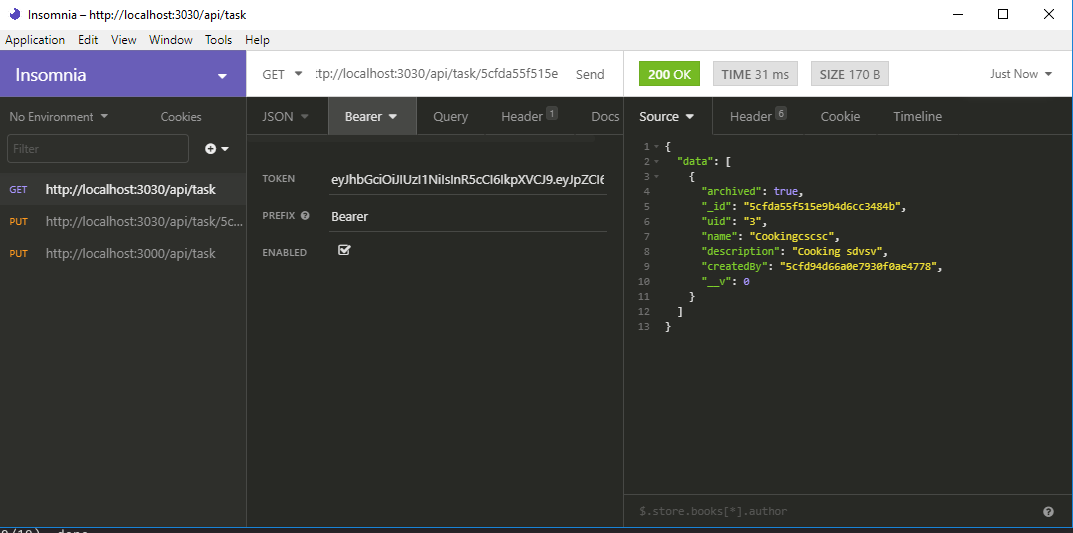 Insomnia – http://localhost:3030/api/task
Application Edit View Window Tools Help
Insomnia
GET :tp://localhost:3030/api/task/5cfda55f515e Send
200 OK TIME 31 ms SIZE 170 B Just Now
No Environment Cookies
JSON Bearer Query Header 1 Docs
Source Header 6 Cookie Timeline
Filter
GET http://localhost:3030/api/task
PUT http://localhost:3030/api/task/5c...
PUT http://localhost:3000/api/task
TOKEN eyJhbGciOiJIUzI1NiIsInR5cCI6IkpXVCJ9.eyJpZCI6
PREFIX Bearer
ENABLED
1 {
2 "data": [
3 {
4 "archived": true,
5 "_id": "5cfda55f515e9b4d6cc3484b",
6 "uid": "3",
7 "name": "Cookingcscsc",
8 "description": "Cooking sdvsv",
9 "createdBy": "5cfd94d66a0e7930f0ae4778",
10 "__v": 0
11 }
12 ]
13 }
$.store.books[*].author